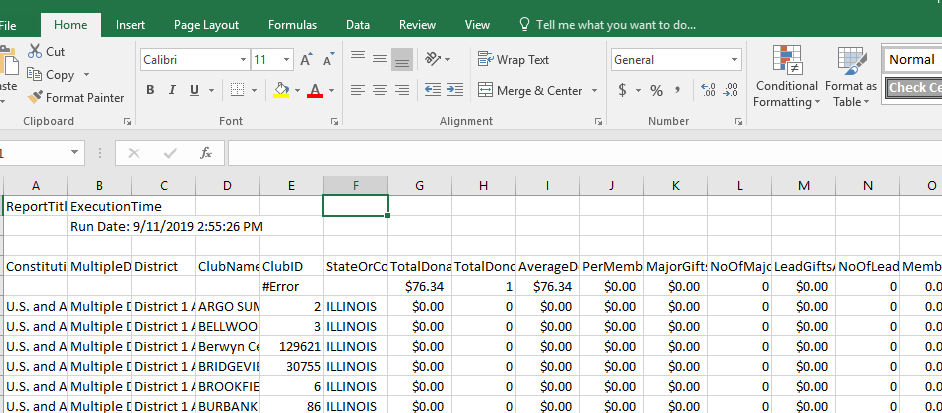 File Home Insert Page Layout Formulas Data Review View Tell me what you want to do...
Cut
Copy
Format Painter
Clipboard
Calibri 11 A A
B I U A
Font
Wrap Text
Merge & Center
Alignment
General
$ % ,
Number
Conditional Formatting
Format as Table
Normal
Check Ce
fx
A B C D E F G H I J K L M N O
ReportTitl ExecutionTime
Run Date: 9/11/2019 2:55:26 PM
Constituti MultipleD District ClubName ClubID StateOrCo TotalDona TotalDono AverageD PerMemb MajorGifts NoOfMajo LeadGiftsA NoOfLead Memb
#Error $76.34 1 $76.34 $0.00 $0.00 0 $0.00 0 0.0
U.S. and A Multiple D District 1 A ARGO SUM 2 ILLINOIS $0.00 0 $0.00 $0.00 $0.00 0 $0.00 0 0.0
U.S. and A Multiple D District 1 A BELLWOO 3 ILLINOIS $0.00 0 $0.00 $0.00 $0.00 0 $0.00 0 0.0
U.S. and A Multiple D District 1 A Berwyn Ce 129621 ILLINOIS $0.00 0 $0.00 $0.00 $0.00 0 $0.00 0 0.0
U.S. and A Multiple D District 1 A BRIDGEVIE 30755 ILLINOIS $0.00 0 $0.00 $0.00 $0.00 0 $0.00 0 0.0
U.S. and A Multiple D District 1 A BROOKFIE 6 ILLINOIS $0.00 0 $0.00 $0.00 $0.00 0 $0.00 0 0.0
U.S. and A Multiple D District 1 A BURBANK 86 ILLINOIS $0.00 0 $0.00 $0.00 $0.00 0 $0.00 0 0.0